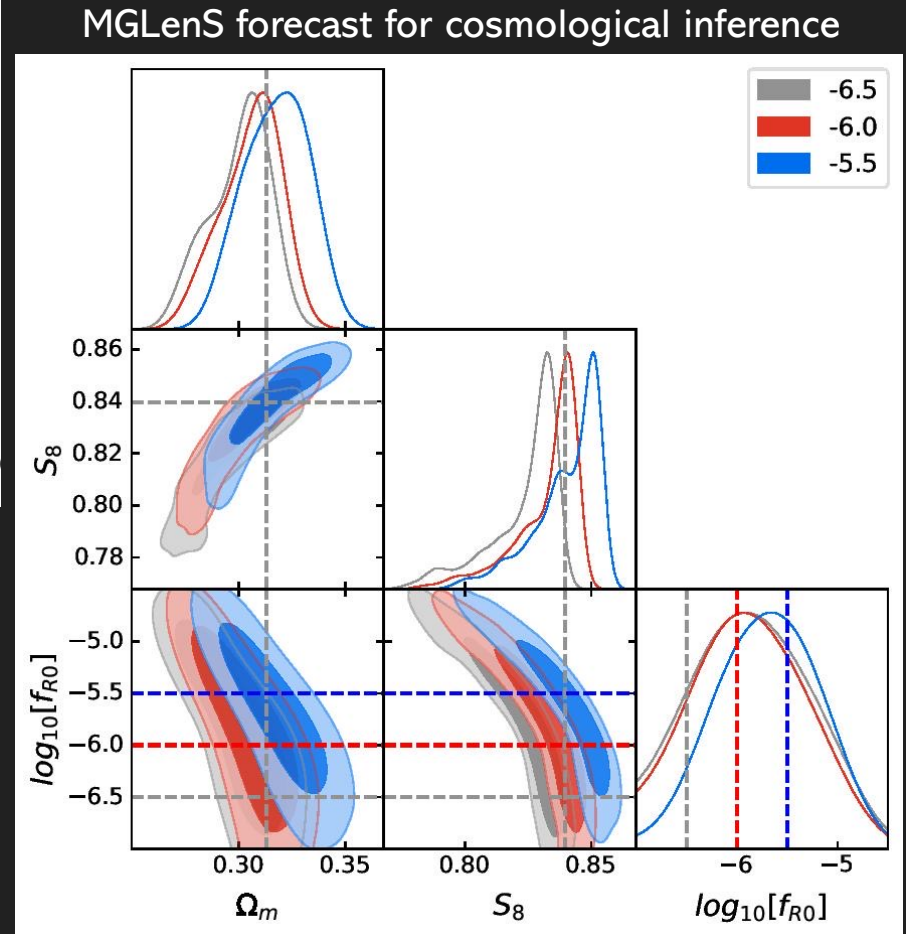 MGLenS forecast for cosmological inference
-6.5
-6.0
-5.5
0.86
0.84
0.82
0.80
0.78
S₈
−5.0
−5.5
−6.0
−6.5
log₁₀[f_R0]
0.30 0.35
0.80 0.85
−6 −5
Ωₘ
S₈
log₁₀[f_R0]